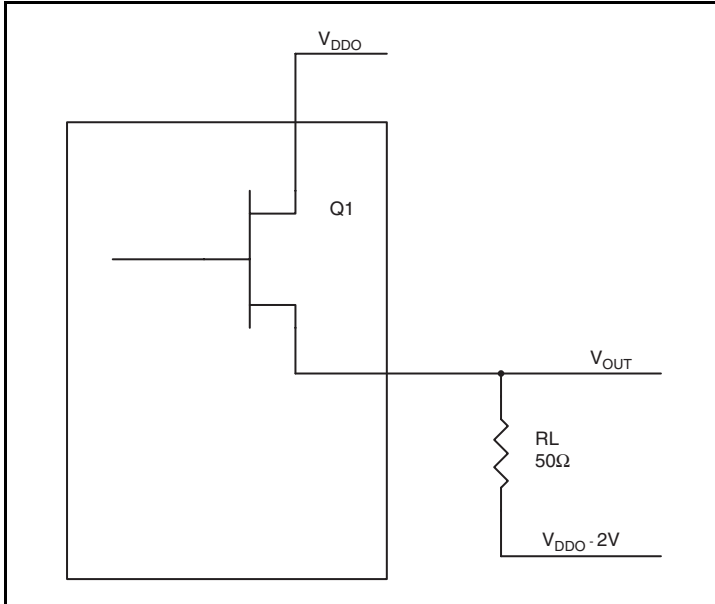 V_DDO
Q1
V_OUT
RL
50Ω
V_DDO - 2V